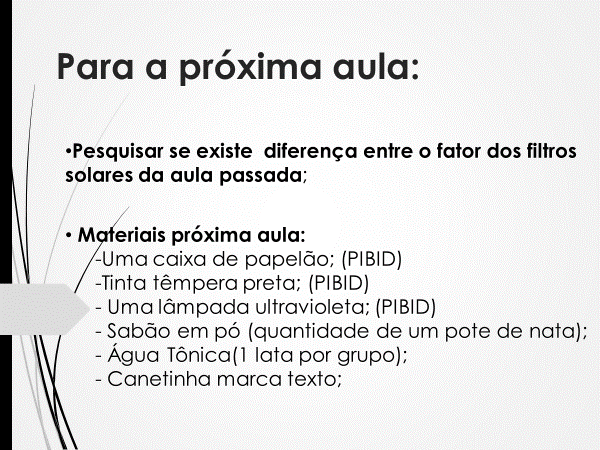 Para a próxima aula:
•Pesquisar se existe  diferença entre o fator dos filtros
solares da aula passada;
• Materiais próxima aula:
-Uma caixa de papelão; (PIBID)
-Tinta têmpera preta; (PIBID)
- Uma lâmpada ultravioleta; (PIBID)
- Sabão em pó (quantidade de um pote de nata);
- Água Tônica(1 lata por grupo);
- Canetinha marca texto;